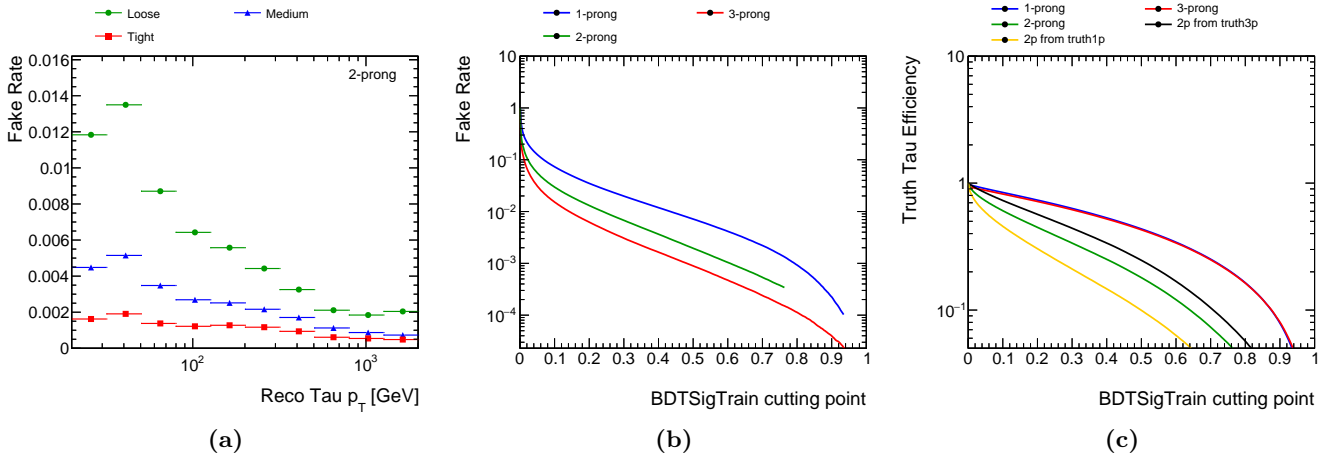 Loose Medium
Tight
2-prong
Fake Rate
0.016
0.014
0.012
0.01
0.008
0.006
0.004
0.002
0
10² 10³
Reco Tau p_T [GeV]
(a)
1-prong 3-prong
2-prong
Fake Rate
10
1
10⁻¹
10⁻²
10⁻³
10⁻⁴
0 0.1 0.2 0.3 0.4 0.5 0.6 0.7 0.8 0.9 1
BDTSigTrain cutting point
(b)
1-prong 3-prong
2-prong 2p from truth3p
2p from truth1p
Truth Tau Efficiency
10
1
10⁻¹
0 0.1 0.2 0.3 0.4 0.5 0.6 0.7 0.8 0.9 1
BDTSigTrain cutting point
(c)